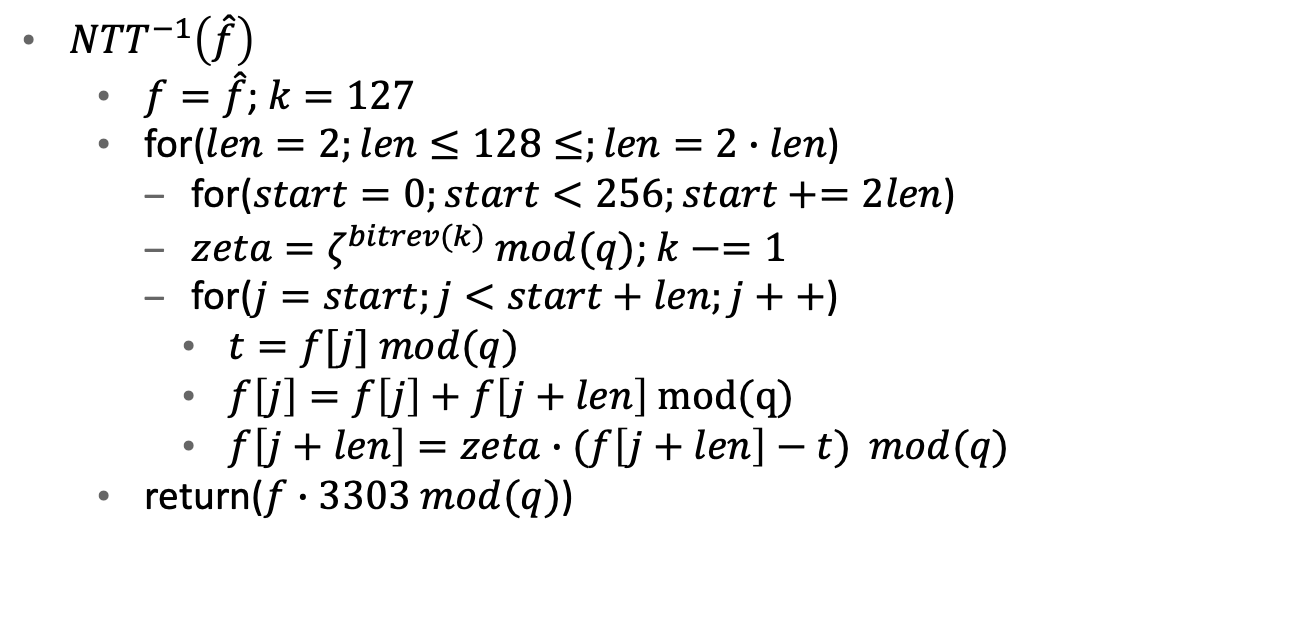 • NTT⁻¹(f̂)
• f = f̂; k = 127
• for(len = 2; len ≤ 128 ≤; len = 2 · len)
– for(start = 0; start < 256; start += 2len)
– zeta = ζ^bitrev(k) mod(q); k −= 1
– for(j = start; j < start + len; j + +)
• t = f[j] mod(q)
• f[j] = f[j] + f[j + len] mod(q)
• f[j + len] = zeta · (f[j + len] − t) mod(q)
• return(f · 3303 mod(q))